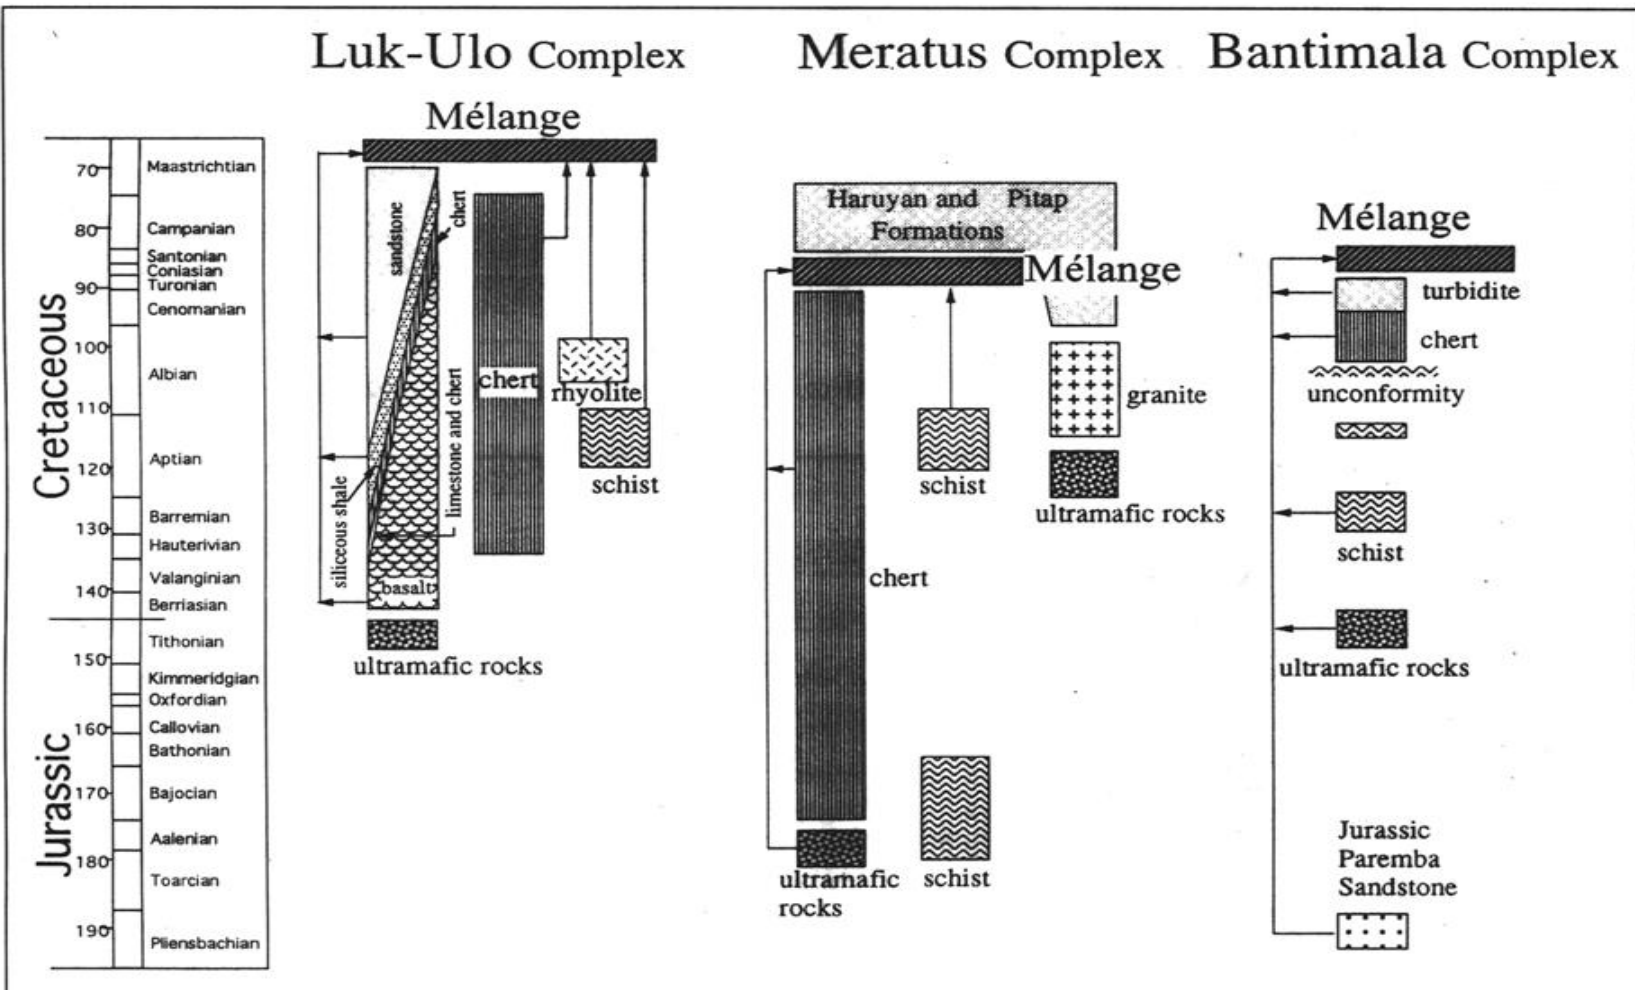 Luk-Ulo Complex
Meratus Complex
Bantimala Complex
Mélange
Cretaceous
Jurassic
70
80
90
100
110
120
130
140
150
160
170
180
190
Maastrichtian
Campanian
Santonian
Coniasian
Turonian
Cenomanian
Albian
Aptian
Barremian
Hauterivian
Valanginian
Berriasian
Tithonian
Kimmeridgian
Oxfordian
Callovian
Bathonian
Bajocian
Aalenian
Toarcian
Pliensbachian
sandstone
chert
siliceous shale
limestone and chert
basalt
ultramafic rocks
chert
rhyolite
schist
Haruyan and Pitap
Formations
Mélange
granite
schist
ultramafic rocks
chert
ultramafic
rocks
schist
Mélange
turbidite
chert
unconformity
schist
ultramafic rocks
Jurassic
Paremba
Sandstone